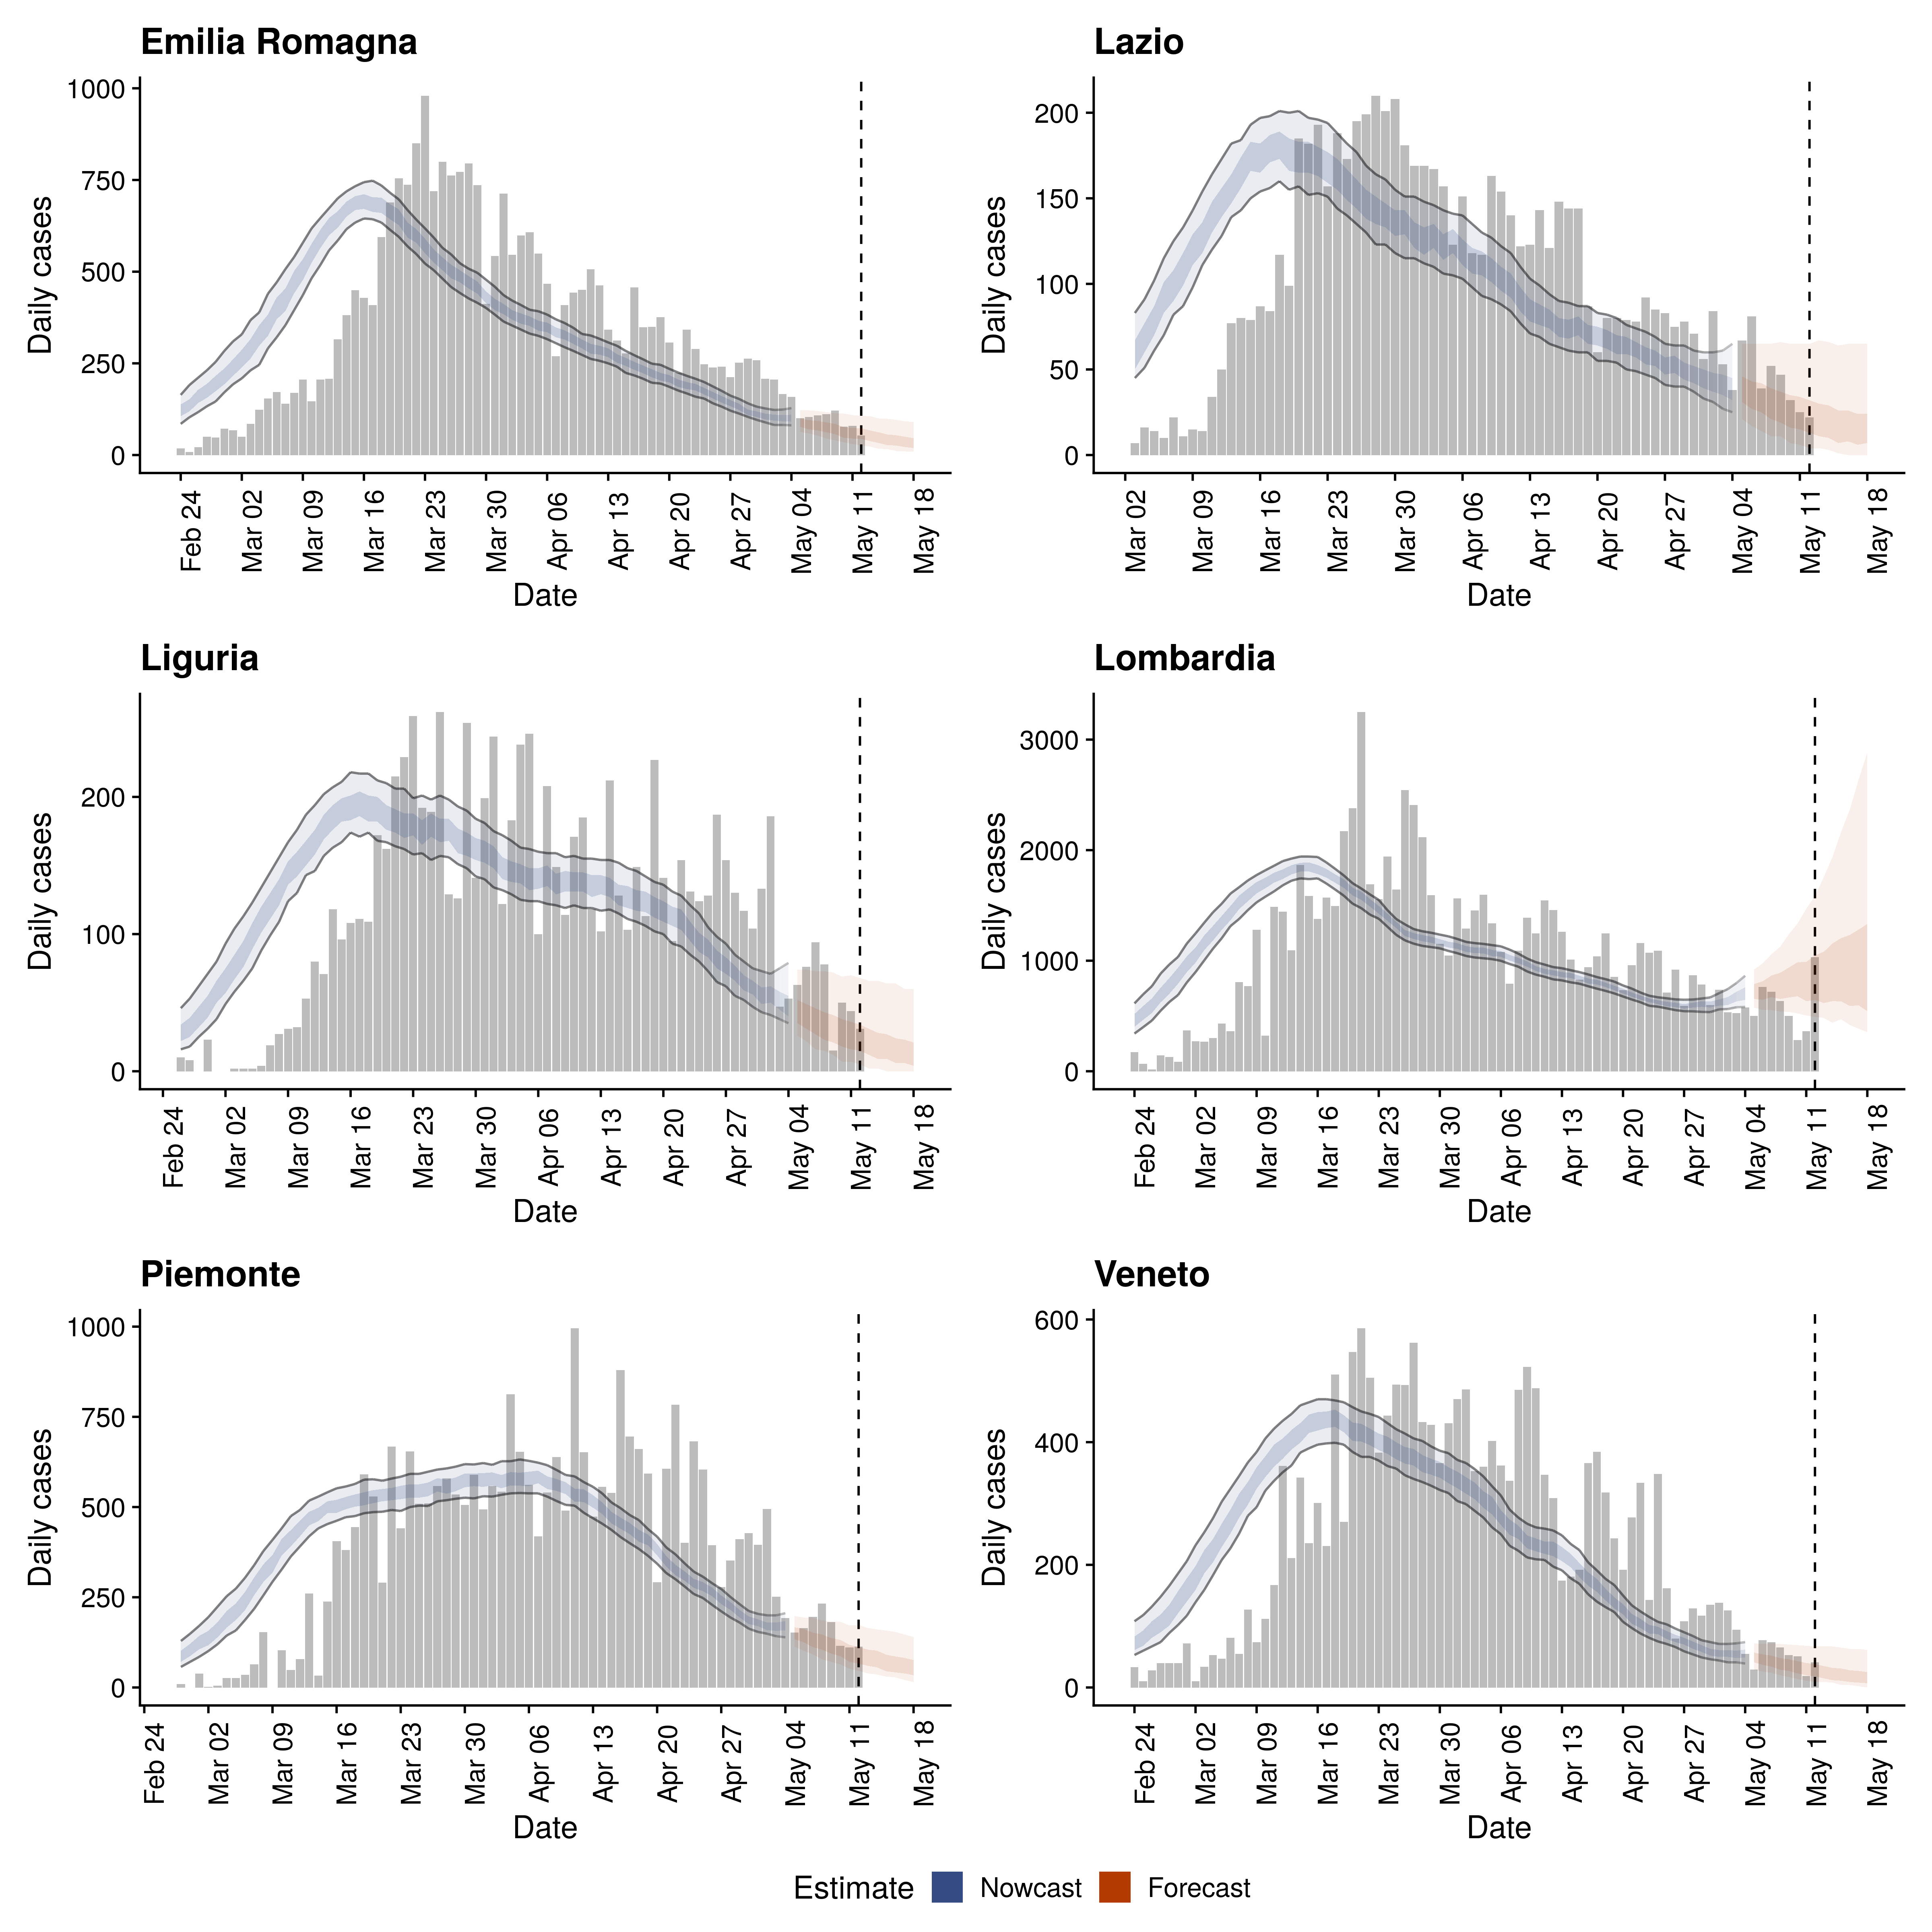 Emilia Romagna
Daily cases
1000
750
500
250
0
Feb 24
Mar 02
Mar 09
Mar 16
Mar 23
Mar 30
Apr 06
Apr 13
Apr 20
Apr 27
May 04
May 11
May 18
Date
Lazio
Daily cases
200
150
100
50
0
Mar 02
Mar 09
Mar 16
Mar 23
Mar 30
Apr 06
Apr 13
Apr 20
Apr 27
May 04
May 11
May 18
Date
Liguria
Daily cases
200
100
0
Feb 24
Mar 02
Mar 09
Mar 16
Mar 23
Mar 30
Apr 06
Apr 13
Apr 20
Apr 27
May 04
May 11
May 18
Date
Lombardia
Daily cases
3000
2000
1000
0
Feb 24
Mar 02
Mar 09
Mar 16
Mar 23
Mar 30
Apr 06
Apr 13
Apr 20
Apr 27
May 04
May 11
May 18
Date
Piemonte
Daily cases
1000
750
500
250
0
Feb 24
Mar 02
Mar 09
Mar 16
Mar 23
Mar 30
Apr 06
Apr 13
Apr 20
Apr 27
May 04
May 11
May 18
Date
Veneto
Daily cases
600
400
200
0
Feb 24
Mar 02
Mar 09
Mar 16
Mar 23
Mar 30
Apr 06
Apr 13
Apr 20
Apr 27
May 04
May 11
May 18
Date
Estimate Nowcast Forecast